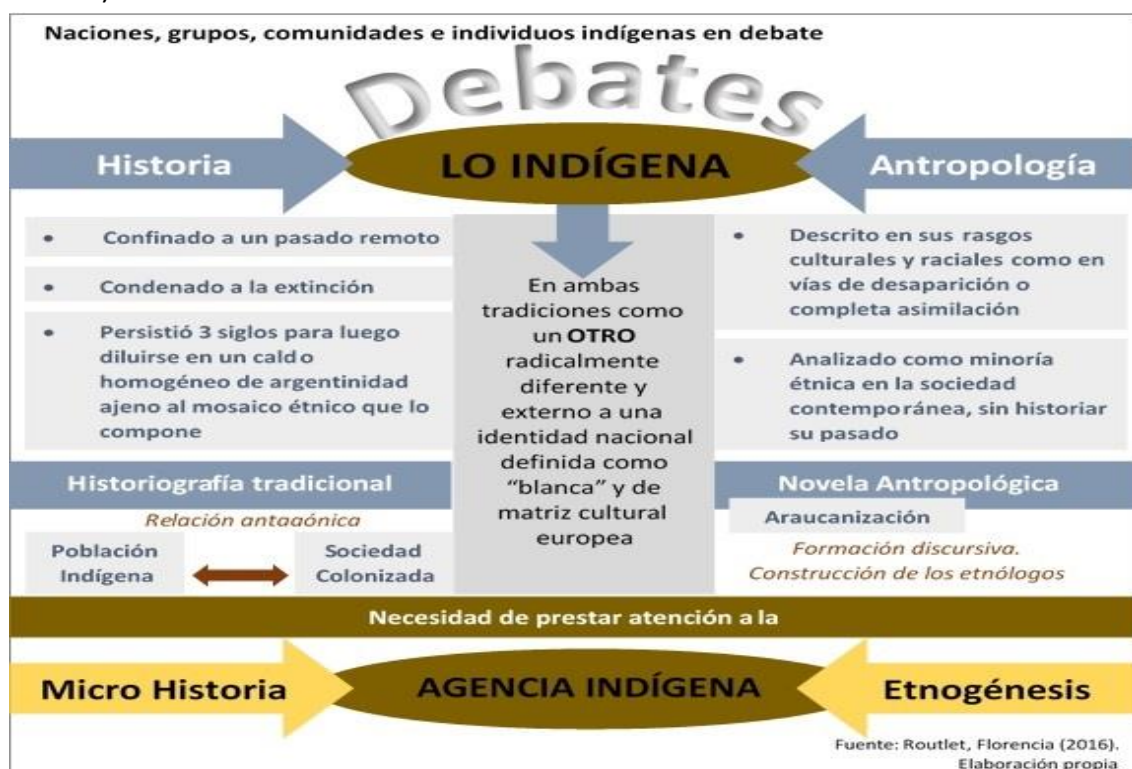 Naciones, grupos, comunidades e individuos indígenas en debate
Debates
Historia
LO INDÍGENA
Antropología
• Confinado a un pasado remoto
• Condenado a la extinción
• Persistió 3 siglos para luego
diluirse en un caldo
homogéneo de argentinidad
ajeno al mosaico étnico que lo
compone
En ambas
tradiciones como
un OTRO
radicalmente
diferente y
externo a una
identidad nacional
definida como
“blanca” y de
matriz cultural
europea
• Descrito en sus rasgos
culturales y raciales como en
vías de desaparición o
completa asimilación
• Analizado como minoría
étnica en la sociedad
contemporánea, sin historiar
su pasado
Historiografía tradicional
Relación antagónica
Población
Indígena
Sociedad
Colonizada
Novela Antropológica
Araucanización
Formación discursiva.
Construcción de los etnólogos
Necesidad de prestar atención a la
Micro Historia
AGENCIA INDÍGENA
Etnogénesis
Fuente: Routlet, Florencia (2016).
Elaboración propia